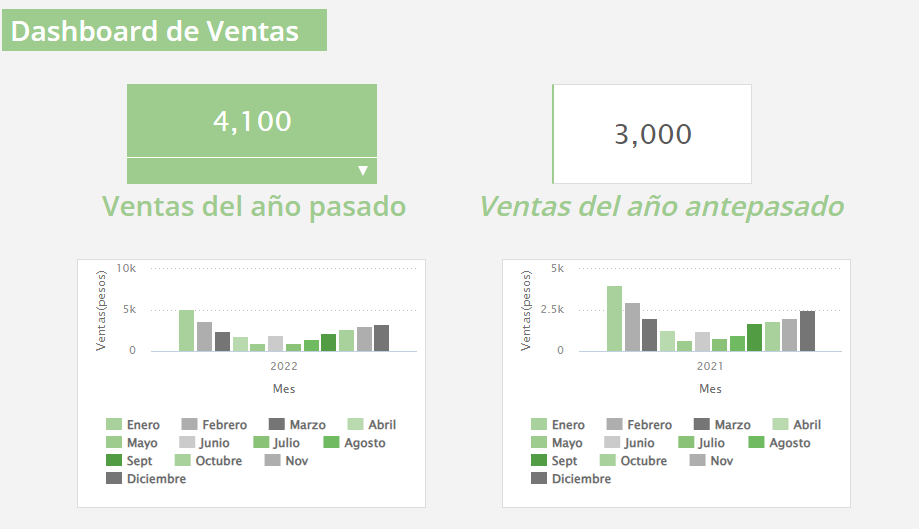 Dashboard de Ventas
4,100
▼
Ventas del año pasado
3,000
Ventas del año antepasado
Ventas(pesos)
10k
5k
0
2022
Mes
Enero Febrero Marzo Abril
Mayo Junio Julio Agosto
Sept Octubre Nov
Diciembre
Ventas(pesos)
5k
2.5k
0
2021
Mes
Enero Febrero Marzo Abril
Mayo Junio Julio Agosto
Sept Octubre Nov
Diciembre